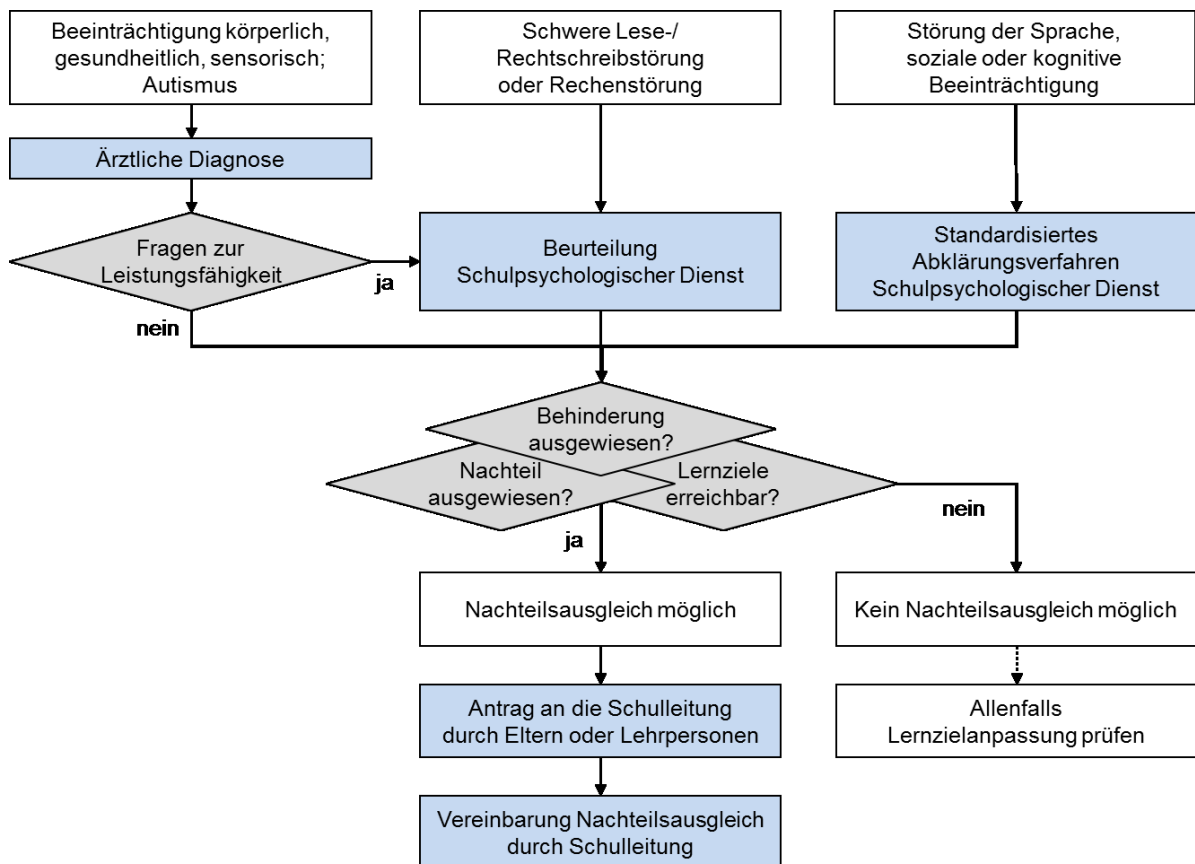 Beeinträchtigung körperlich,
gesundheitlich, sensorisch;
Autismus
Schwere Lese-/
Rechtschreibstörung
oder Rechenstörung
Störung der Sprache,
soziale oder kognitive
Beeinträchtigung
Ärztliche Diagnose
Fragen zur
Leistungsfähigkeit
ja
nein
Beurteilung
Schulpsychologischer Dienst
Standardisiertes
Abklärungsverfahren
Schulpsychologischer Dienst
Behinderung
ausgewiesen?
Nachteil
ausgewiesen?
Lernziele
erreichbar?
ja
nein
Nachteilsausgleich möglich
Kein Nachteilsausgleich möglich
Antrag an die Schulleitung
durch Eltern oder Lehrpersonen
Allenfalls
Lernzielanpassung prüfen
Vereinbarung Nachteilsausgleich
durch Schulleitung